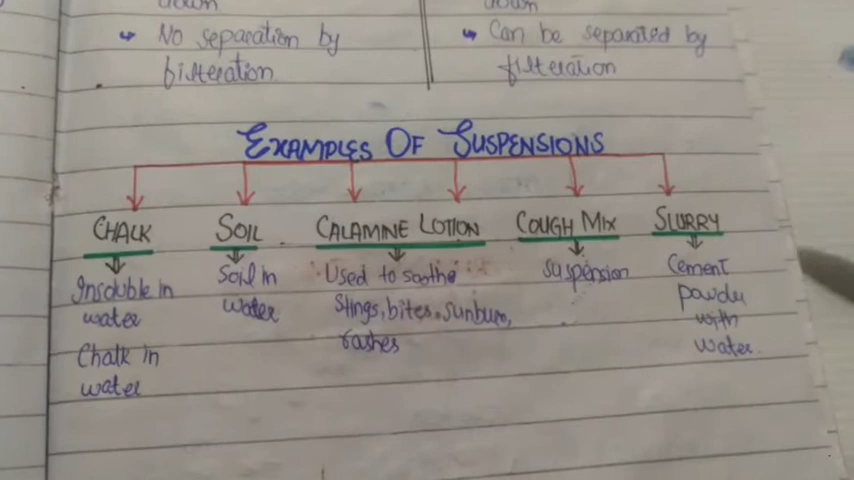 down
down
No separation by
filteration
Can be separated by
filteration
EXAMPLES OF SUSPENSIONS
CHALK
SOIL
CALAMINE LOTION
COUGH MIX
SLURRY
Insoluble in
water
Chalk in
water
Soil in
water
Used to soothe
Stings, bites, sunburn,
rashes
suspension
Cement
powder
with
water.